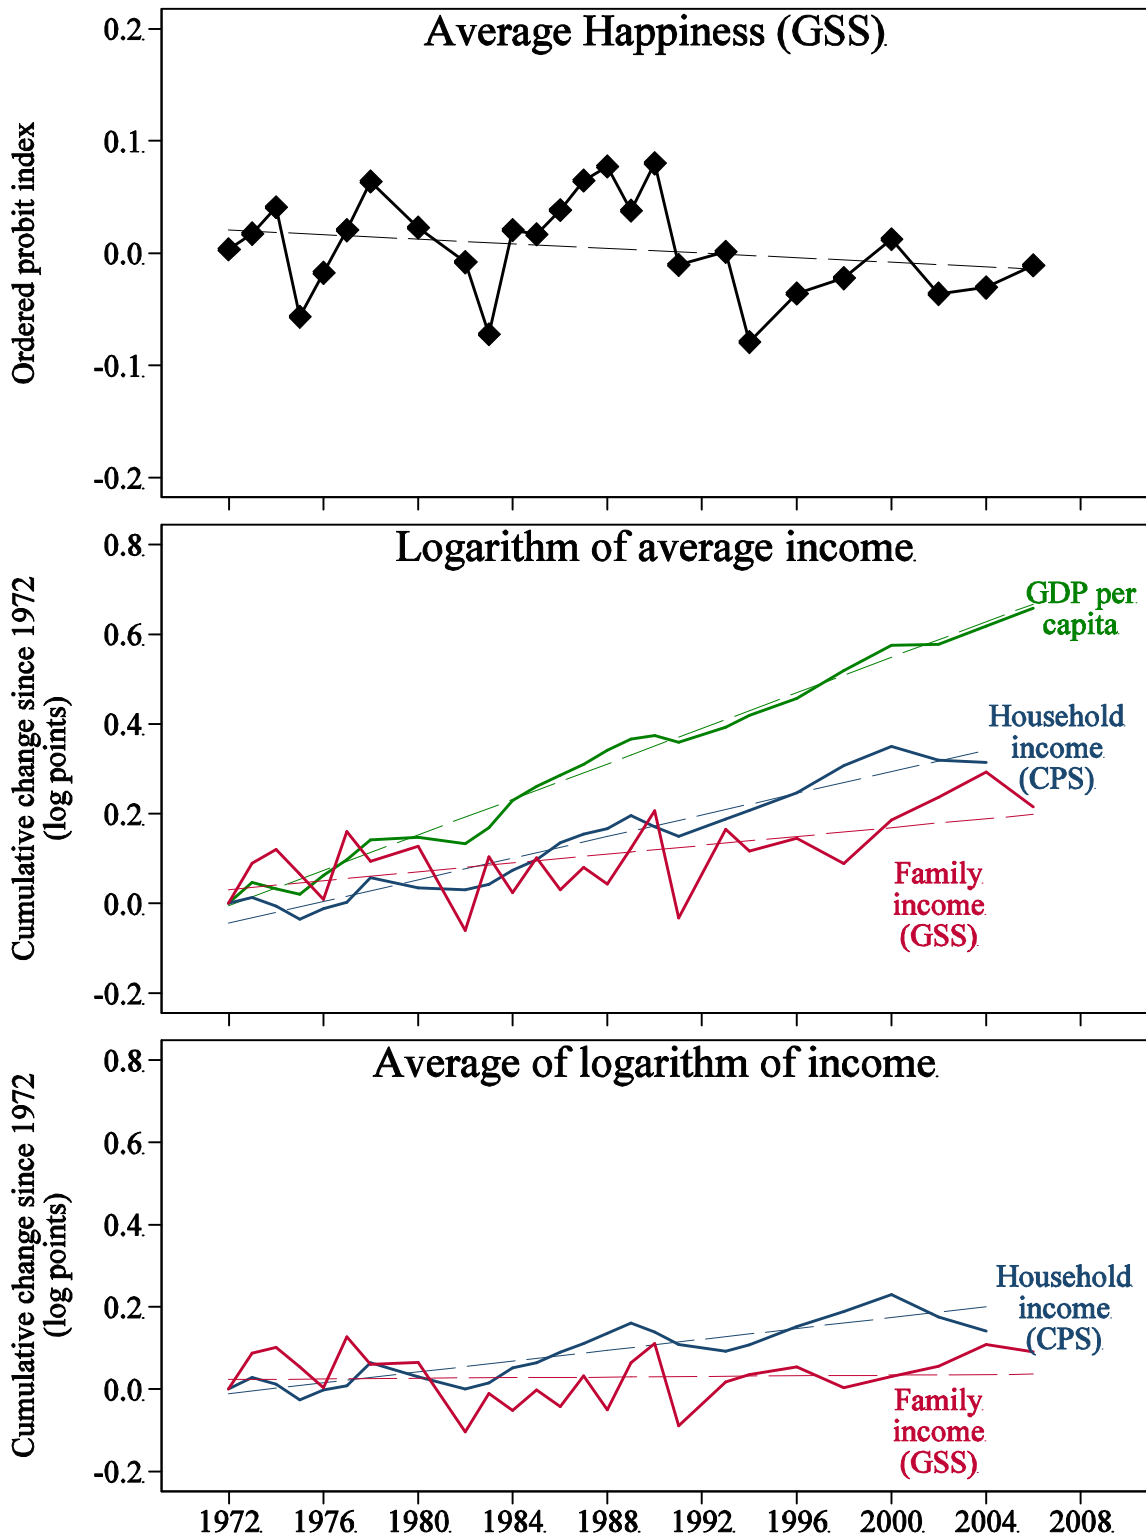 Average Happiness (GSS)
Ordered probit index
0.2
0.1
0.0
-0.1
-0.2
Logarithm of average income
Cumulative change since 1972
(log points)
0.8
0.6
0.4
0.2
0.0
-0.2
GDP per
capita
Household
income
(CPS)
Family
income
(GSS)
Average of logarithm of income
Cumulative change since 1972
(log points)
0.8
0.6
0.4
0.2
0.0
-0.2
Household
income
(CPS)
Family
income
(GSS)
1972 1976 1980 1984 1988 1992 1996 2000 2004 2008